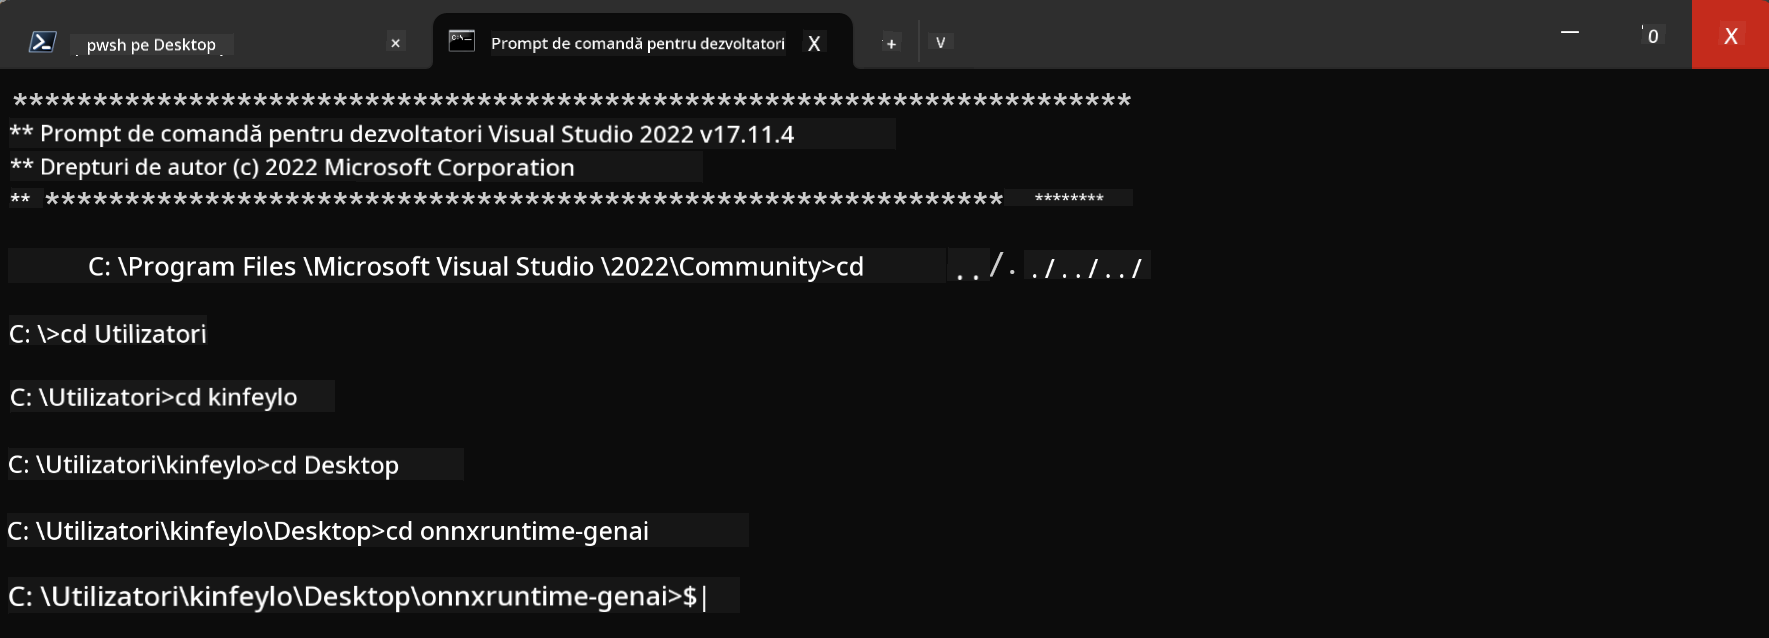 pwsh pe Desktop
Prompt de comandă pentru dezvoltatori
**********************************************************************
** Prompt de comandă pentru dezvoltatori Visual Studio 2022 v17.11.4
** Drepturi de autor (c) 2022 Microsoft Corporation
** ************************************************************ ********
C: \Program Files \Microsoft Visual Studio \2022\Community>cd ../../../../
C: \>cd Utilizatori
C: \Utilizatori>cd kinfeylo
C: \Utilizatori\kinfeylo>cd Desktop
C: \Utilizatori\kinfeylo\Desktop>cd onnxruntime-genai
C: \Utilizatori\kinfeylo\Desktop\onnxruntime-genai>$|